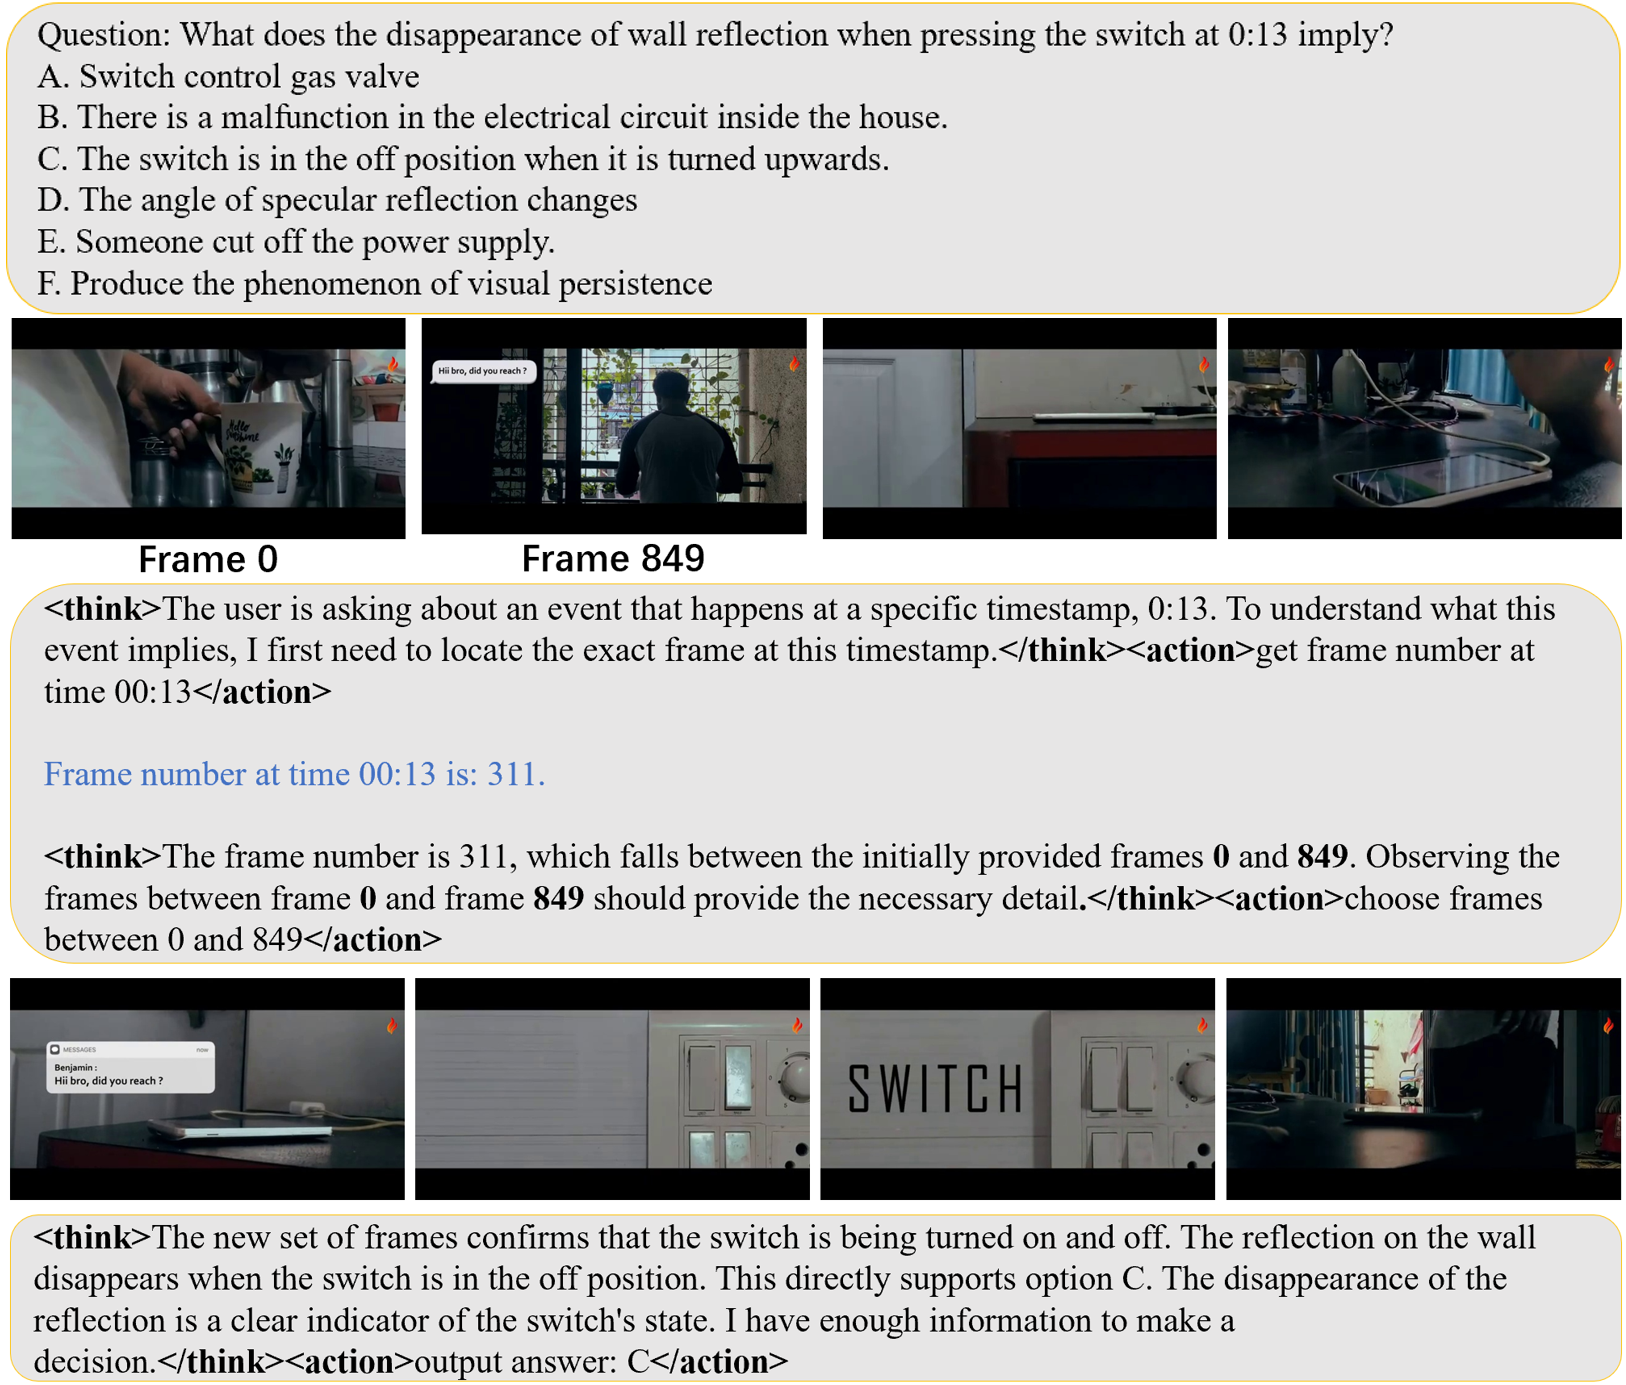 Question: What does the disappearance of wall reflection when pressing the switch at 0:13 imply?
A. Switch control gas valve
B. There is a malfunction in the electrical circuit inside the house.
C. The switch is in the off position when it is turned upwards.
D. The angle of specular reflection changes
E. Someone cut off the power supply.
F. Produce the phenomenon of visual persistence
Hello
Sunshine
Hii bro, did you reach ?
Frame 0
Frame 849
<think>The user is asking about an event that happens at a specific timestamp, 0:13. To understand what this
event implies, I first need to locate the exact frame at this timestamp.</think><action>get frame number at
time 00:13</action>
Frame number at time 00:13 is: 311.
<think>The frame number is 311, which falls between the initially provided frames 0 and 849. Observing the
frames between frame 0 and frame 849 should provide the necessary detail.</think><action>choose frames
between 0 and 849</action>
MESSAGES now
Benjamin :
Hii bro, did you reach ?
SWITCH
<think>The new set of frames confirms that the switch is being turned on and off. The reflection on the wall
disappears when the switch is in the off position. This directly supports option C. The disappearance of the
reflection is a clear indicator of the switch's state. I have enough information to make a
decision.</think><action>output answer: C</action>